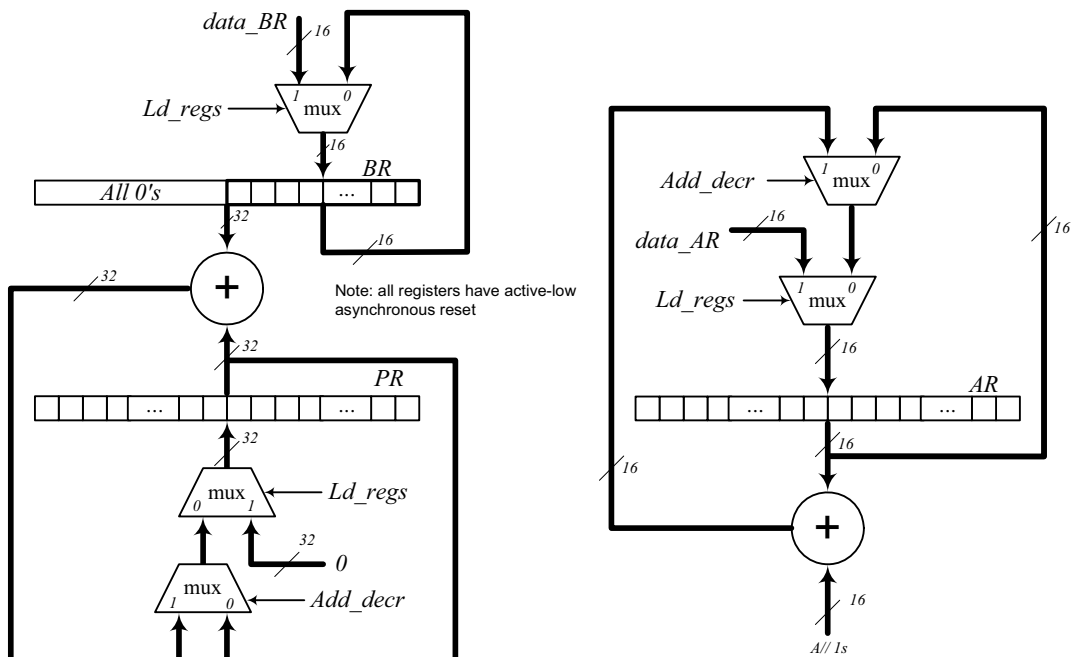 data_BR
16
1
0
mux
Ld_regs
16
BR
All 0's
...
32
16
+
32
Note: all registers have active-low
asynchronous reset
32
PR
...
...
32
mux
0
1
Ld_regs
32
0
mux
1
0
Add_decr
1
0
mux
Add_decr
16
16
data_AR
1
0
mux
Ld_regs
16
AR
...
...
16
16
+
16
A// 1s